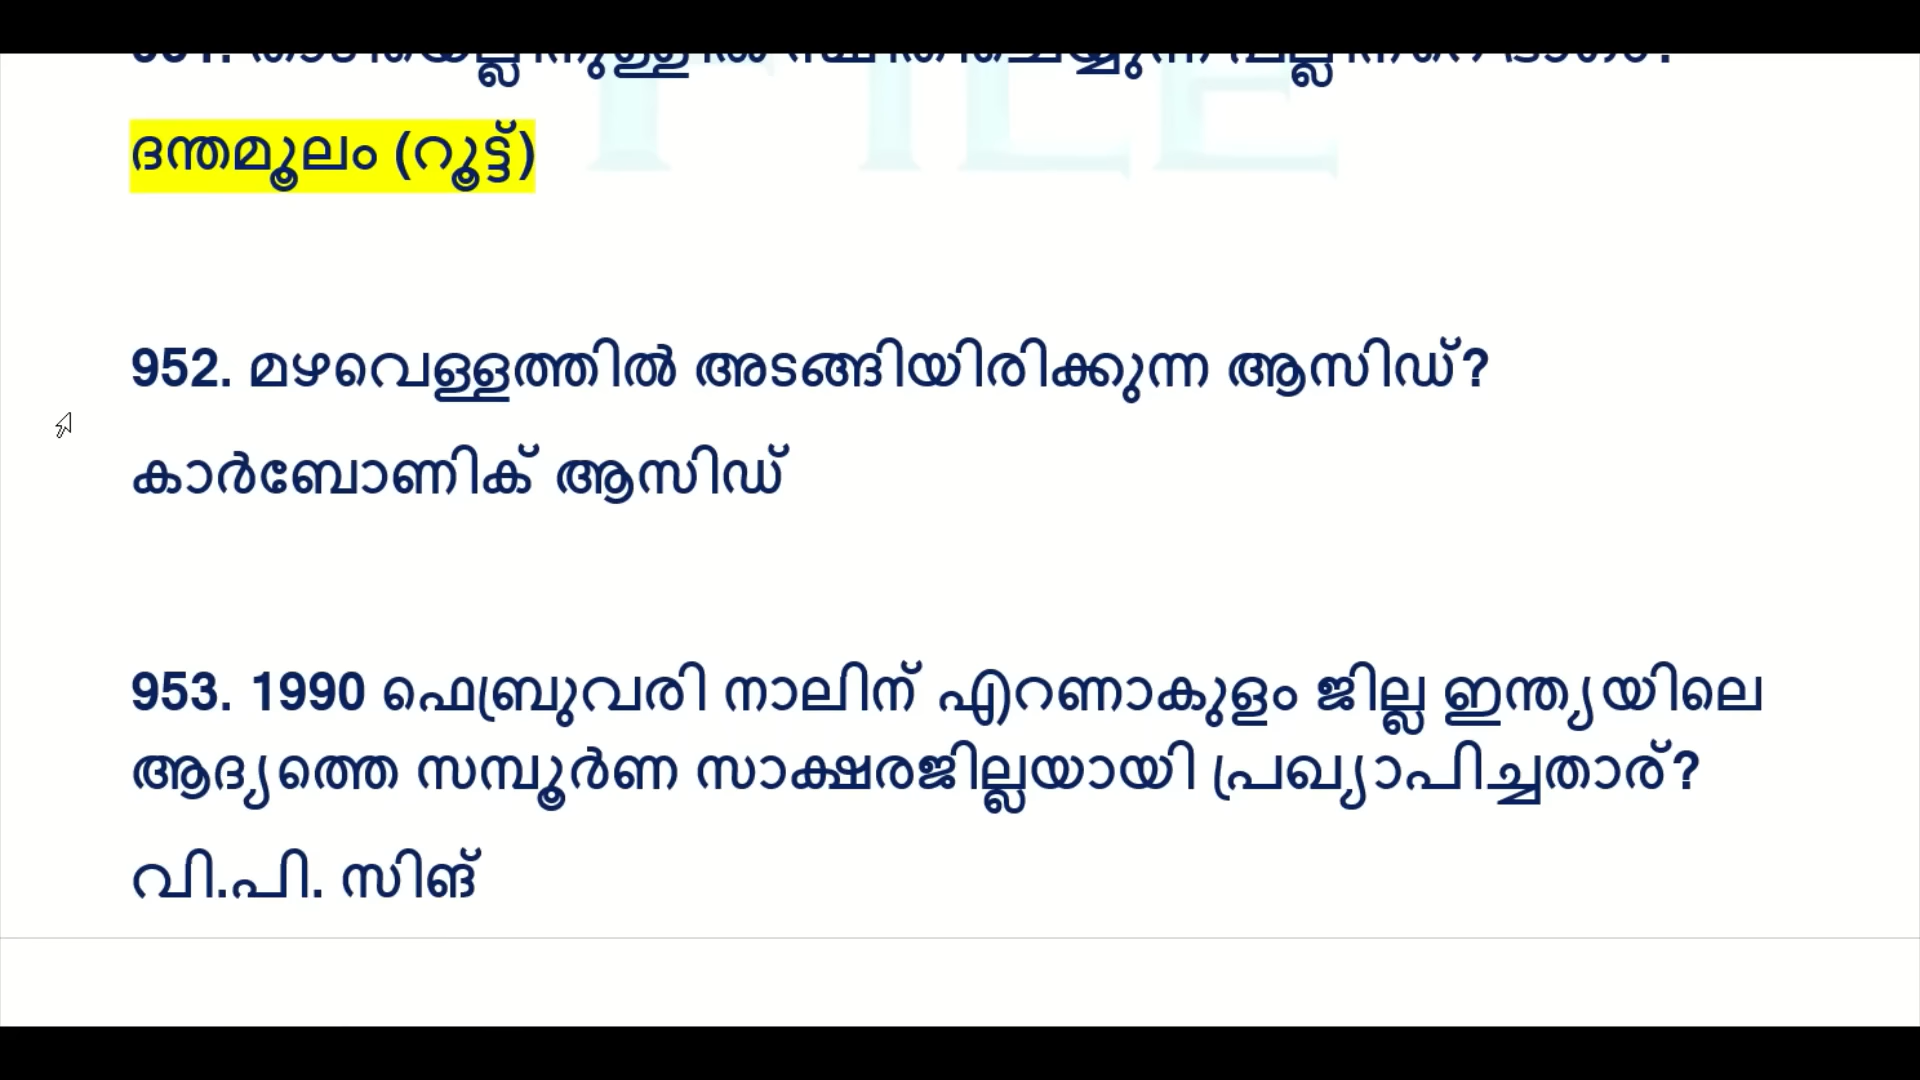 ദന്തമൂലം (റൂട്ട്)
952. മഴവെള്ളത്തിൽ അടങ്ങിയിരിക്കുന്ന ആസിഡ്?
കാർബോണിക് ആസിഡ്
953. 1990 ഫെബ്രുവരി നാലിന് എറണാകുളം ജില്ല ഇന്ത്യയിലെ
ആദ്യത്തെ സമ്പൂർണ സാക്ഷരജില്ലയായി പ്രഖ്യാപിച്ചതാര്?
വി.പി. സിങ്